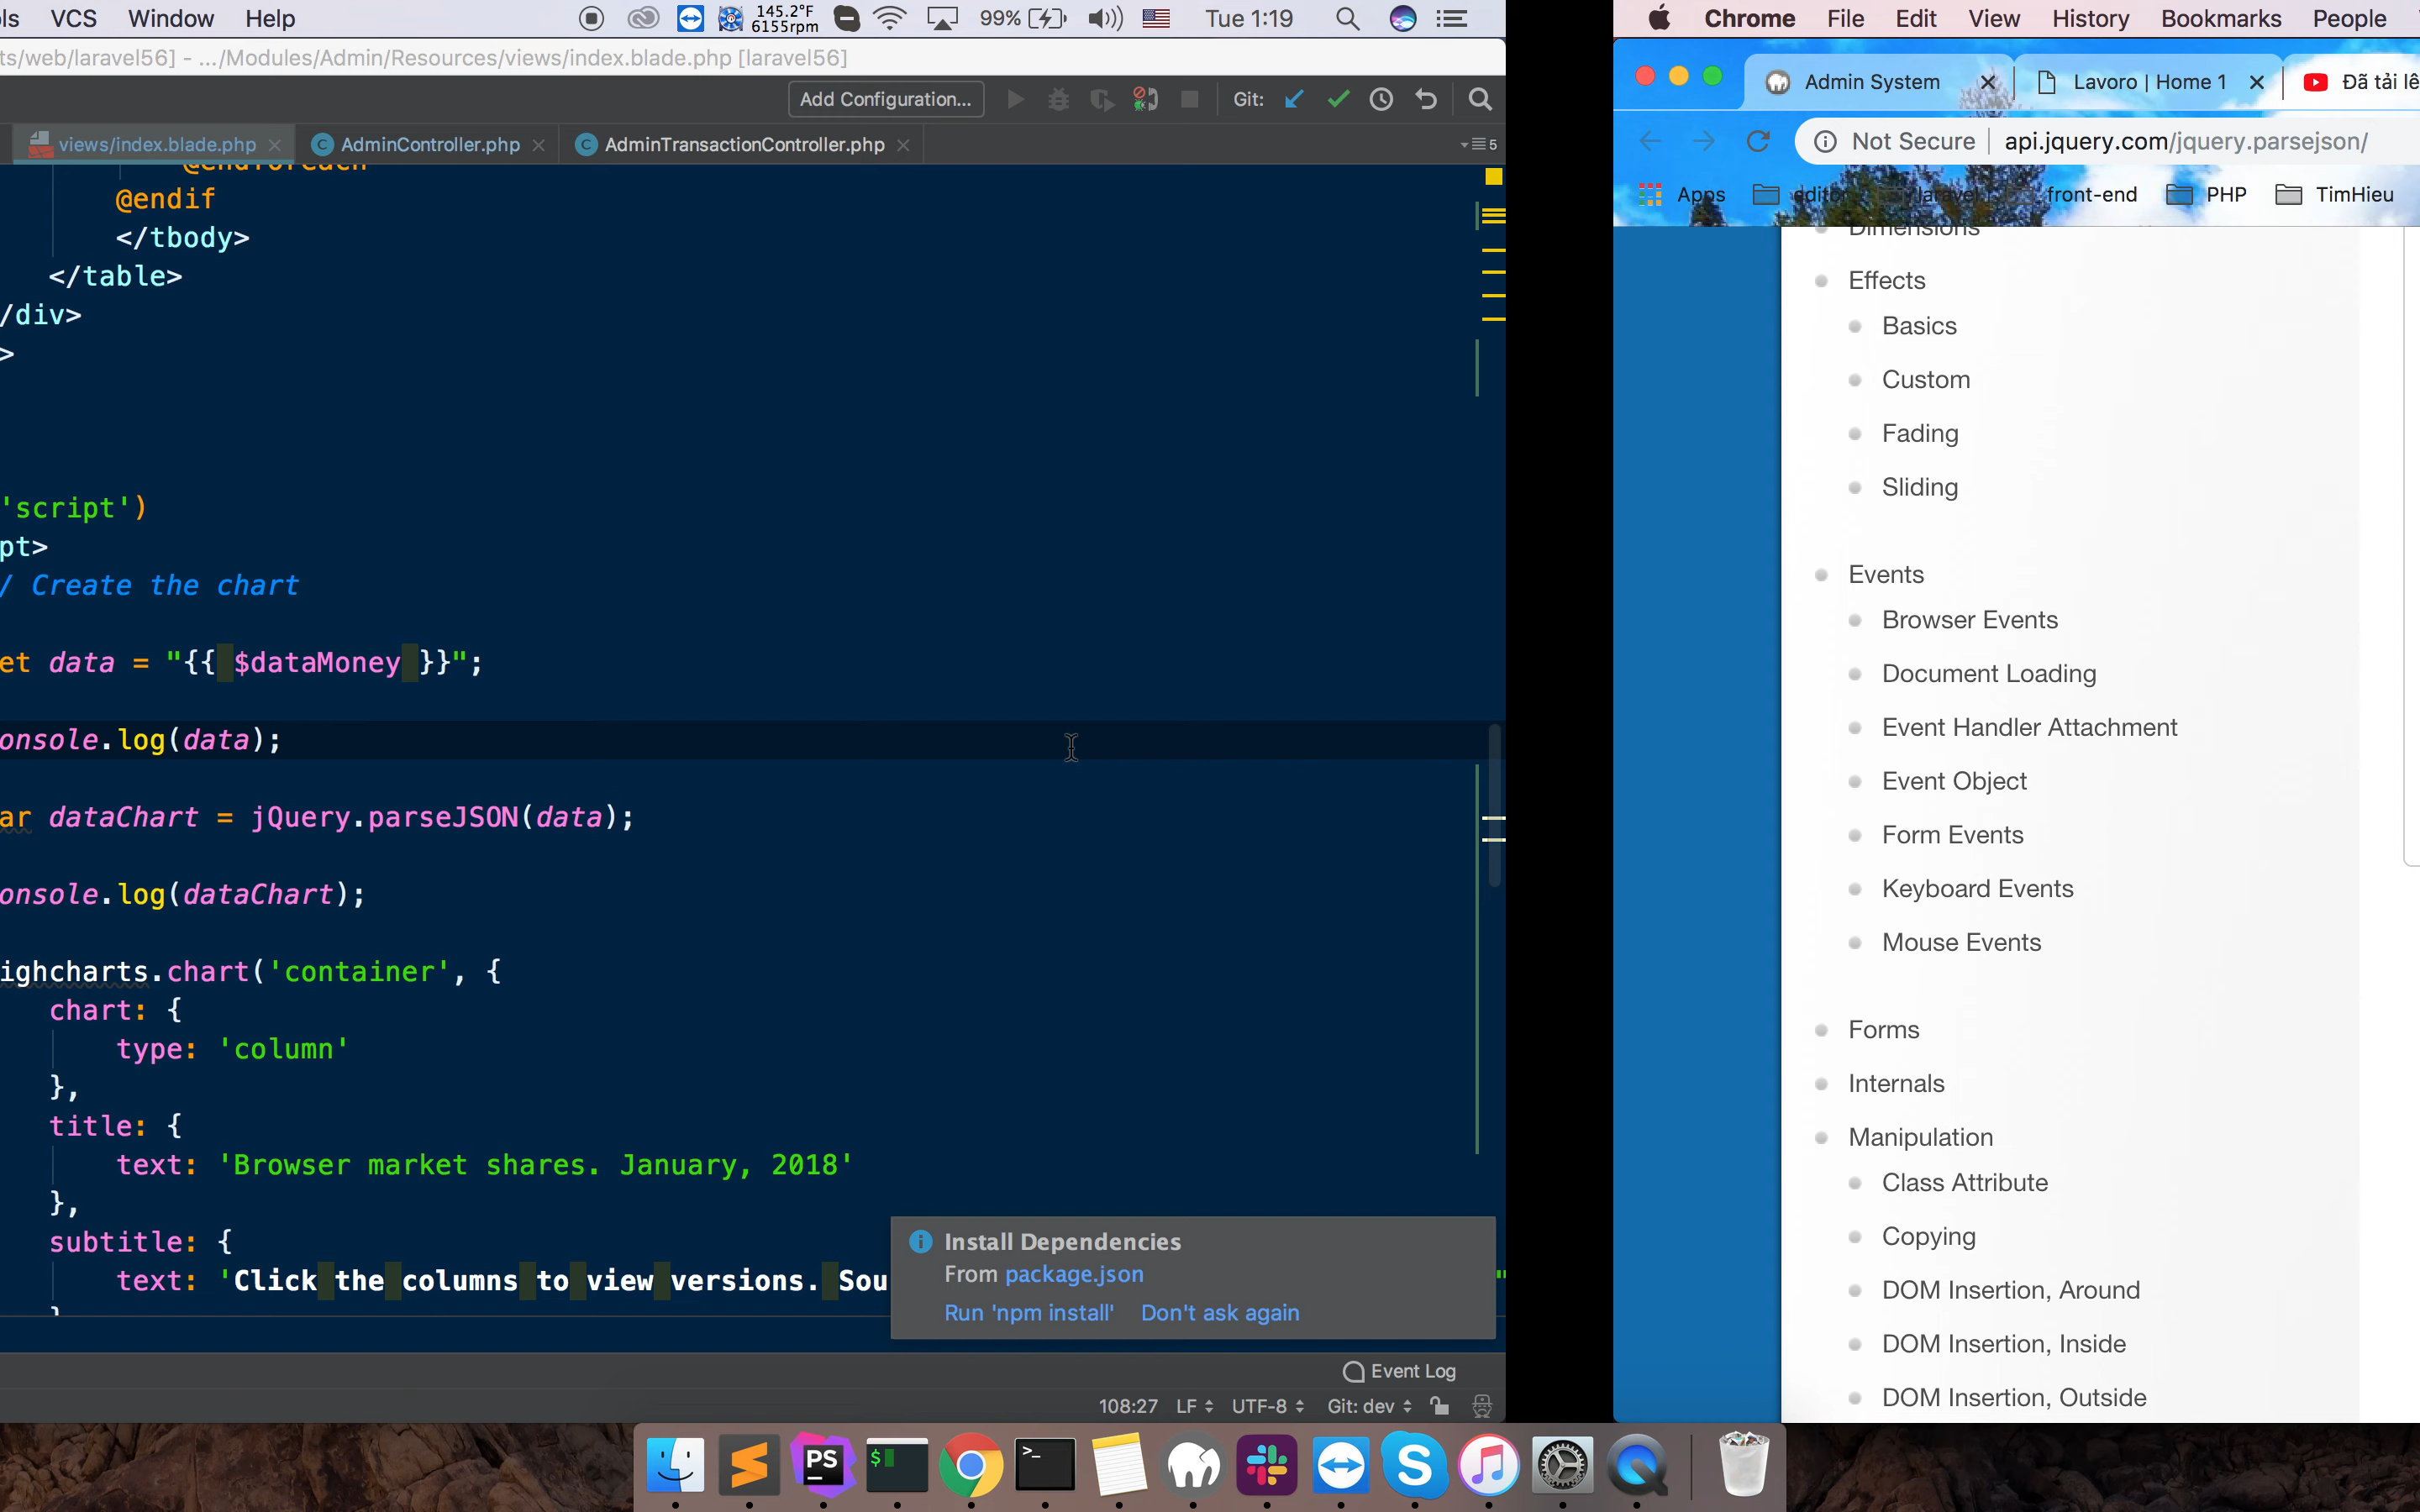 ls VCS Window Help 145.2°F 6155rpm 99% Tue 1:19
ts/web/laravel56] - .../Modules/Admin/Resources/views/index.blade.php [laravel56]
Add Configuration... Git:
views/index.blade.php AdminController.php AdminTransactionController.php 5
@endforeach
@endif
</tbody>
</table>
/div>
>
'script')
pt>
/ Create the chart
et data = "{{ $dataMoney }}";
onsole.log(data);
ar dataChart = jQuery.parseJSON(data);
onsole.log(dataChart);
ighcharts.chart('container', {
chart: {
type: 'column'
},
title: {
text: 'Browser market shares. January, 2018'
},
subtitle: {
text: 'Click the columns to view versions. Sou
}
Install Dependencies
From package.json
Run 'npm install' Don't ask again
Event Log
108:27 LF UTF-8 Git: dev
PS
$
>_
S
Chrome File Edit View History Bookmarks People
Admin System Lavoro | Home 1 Đã tải lê
Not Secure api.jquery.com/jquery.parsejson/
Apps editor laravel front-end PHP TimHieu
Dimensions
Effects
Basics
Custom
Fading
Sliding
Events
Browser Events
Document Loading
Event Handler Attachment
Event Object
Form Events
Keyboard Events
Mouse Events
Forms
Internals
Manipulation
Class Attribute
Copying
DOM Insertion, Around
DOM Insertion, Inside
DOM Insertion, Outside